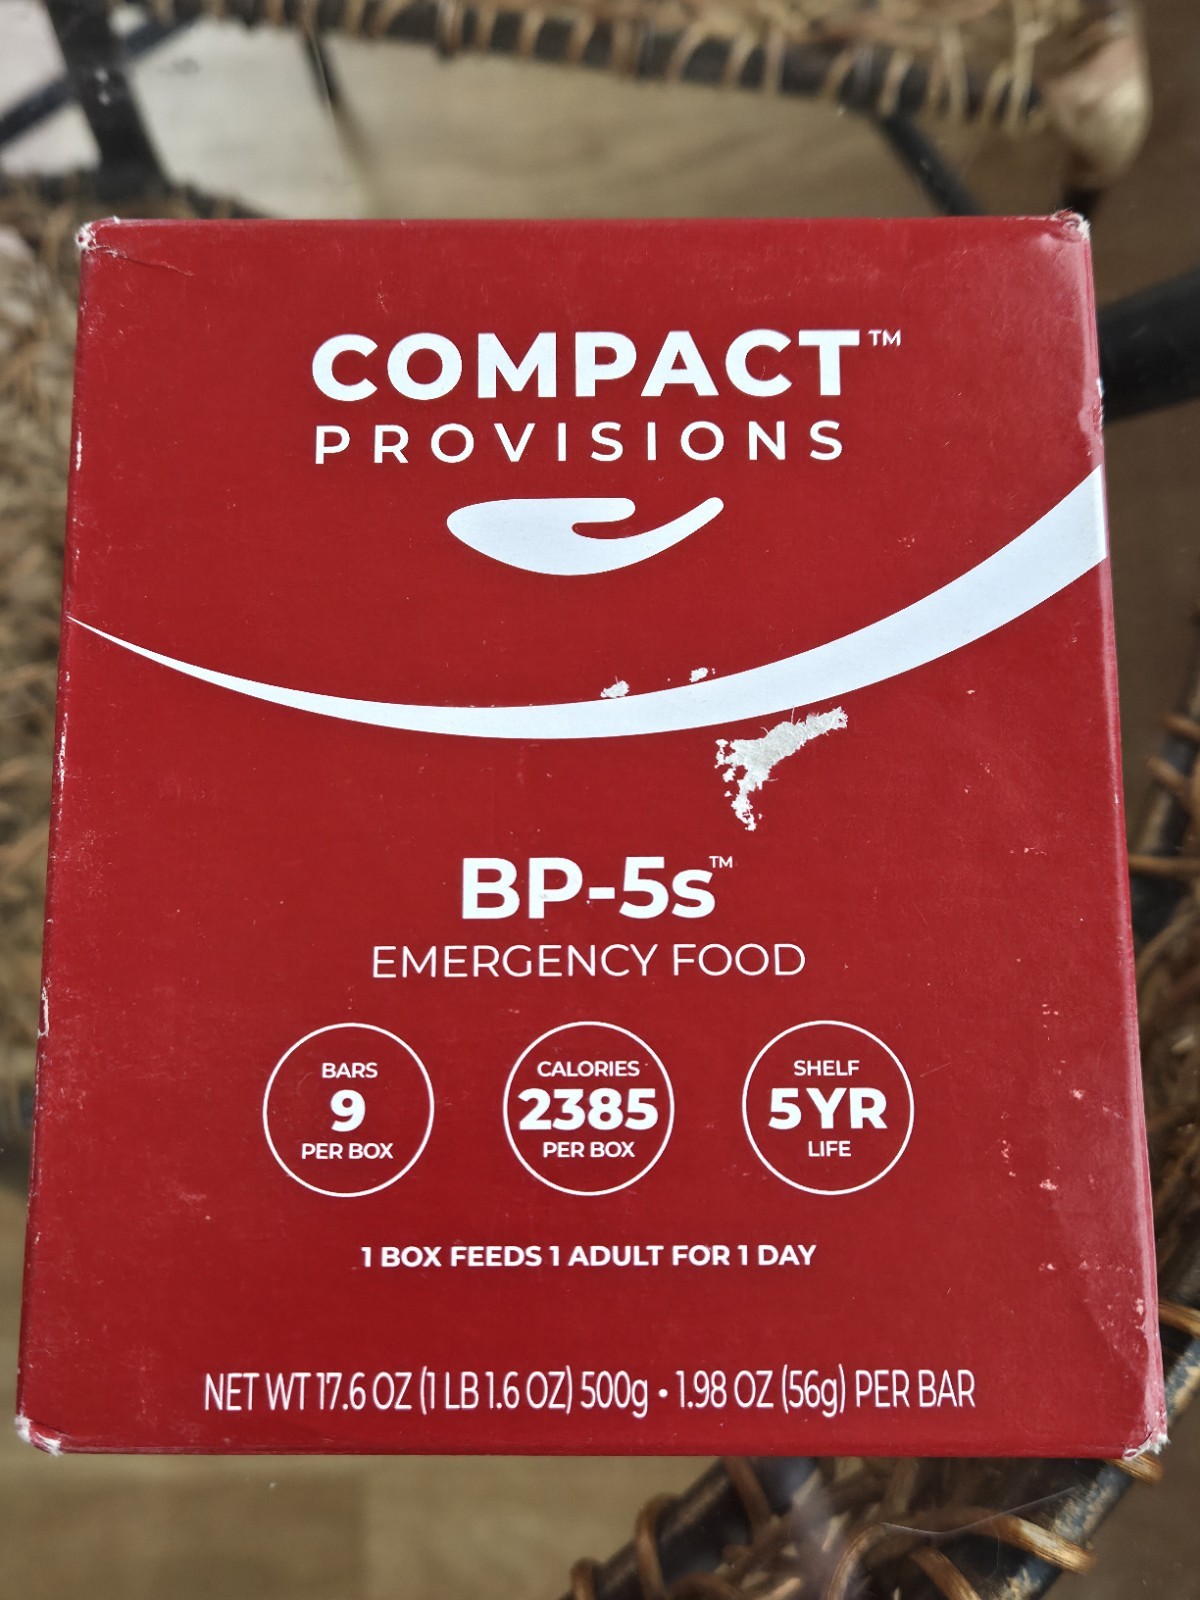 COMPACT™
PROVISIONS
BP-5s™
EMERGENCY FOOD
BARS
9
PER BOX
CALORIES
2385
PER BOX
SHELF
5 YR
LIFE
1 BOX FEEDS 1 ADULT FOR 1 DAY
NET WT 17.6 OZ (1 LB 1.6 OZ) 500g • 1.98 OZ (56g) PER BAR